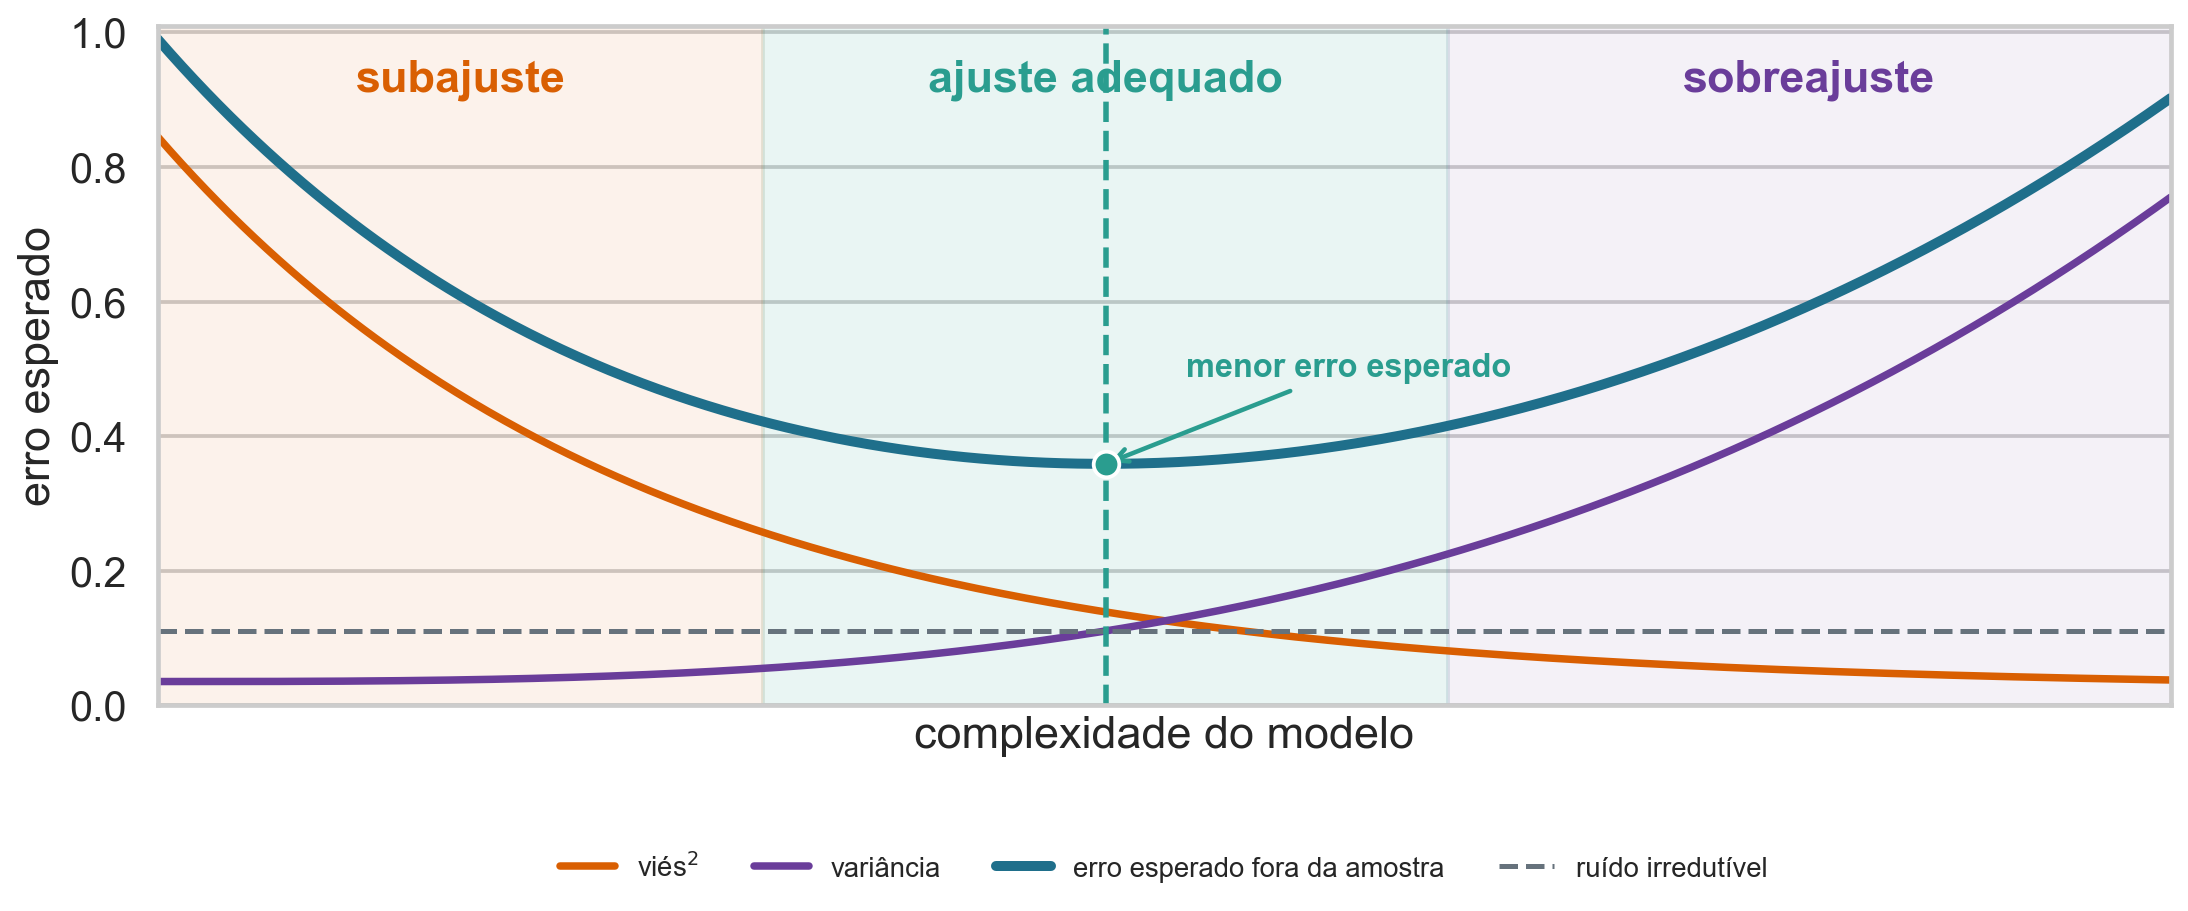 1.0
0.8
0.6
0.4
0.2
0.0
erro esperado
subajuste
ajuste adequado
sobreajuste
menor erro esperado
complexidade do modelo
viés²
variância
erro esperado fora da amostra
ruído irredutível